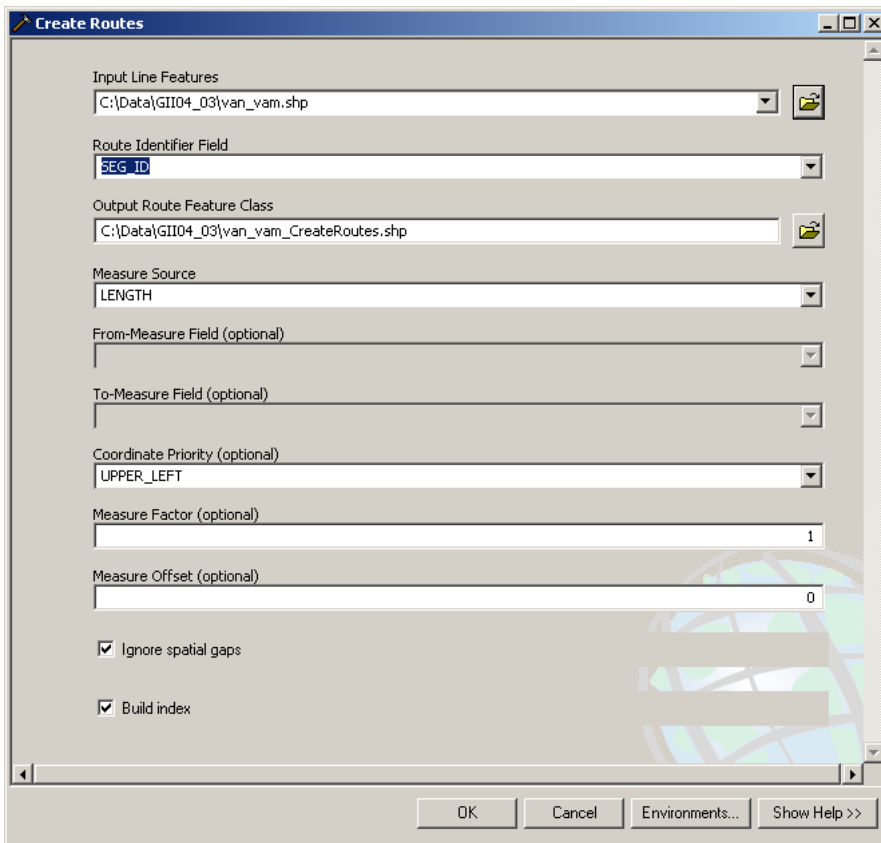 Create Routes
Input Line Features
C:\Data\GII04_03\van_vam.shp
Route Identifier Field
SEG_ID
Output Route Feature Class
C:\Data\GII04_03\van_vam_CreateRoutes.shp
Measure Source
LENGTH
From-Measure Field (optional)
To-Measure Field (optional)
Coordinate Priority (optional)
UPPER_LEFT
Measure Factor (optional)
1
Measure Offset (optional)
0
Ignore spatial gaps
Build index
OK Cancel Environments... Show Help >>